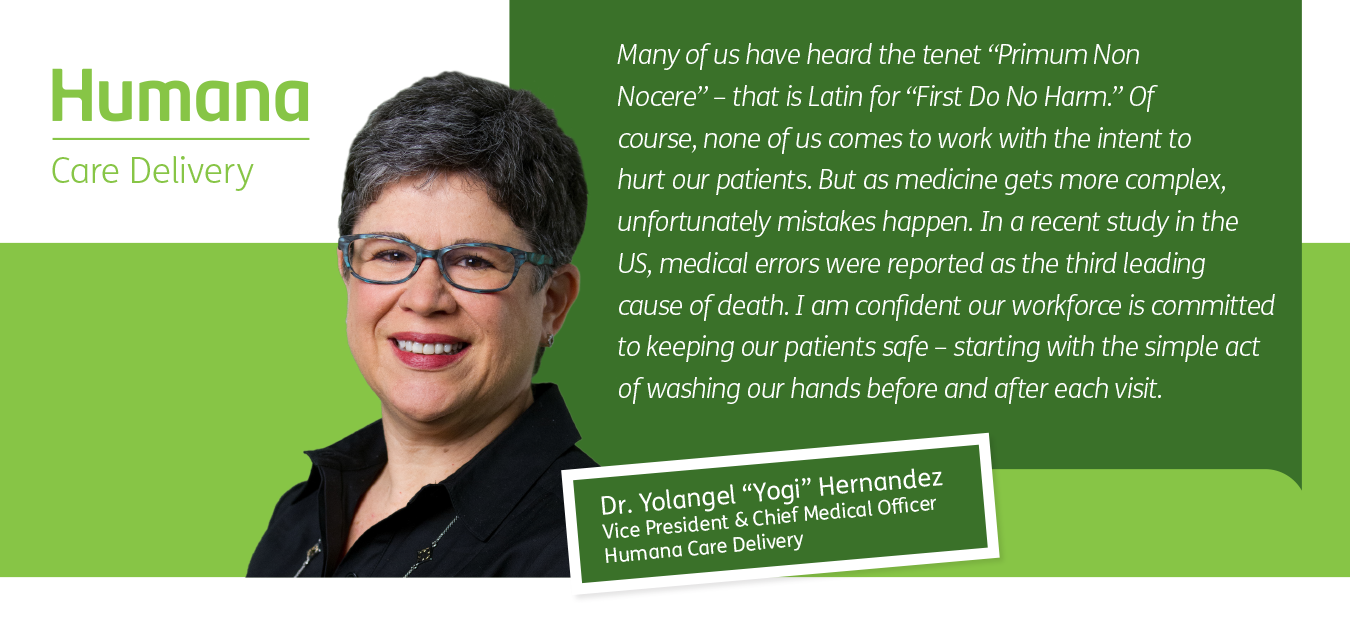 Humana
Care Delivery
Many of us have heard the tenet “Primum Non
Nocere” – that is Latin for “First Do No Harm.” Of
course, none of us comes to work with the intent to
hurt our patients. But as medicine gets more complex,
unfortunately mistakes happen. In a recent study in the
US, medical errors were reported as the third leading
cause of death. I am confident our workforce is committed
to keeping our patients safe – starting with the simple act
of washing our hands before and after each visit.
Dr. Yolangel “Yogi” Hernandez
Vice President & Chief Medical Officer
Humana Care Delivery